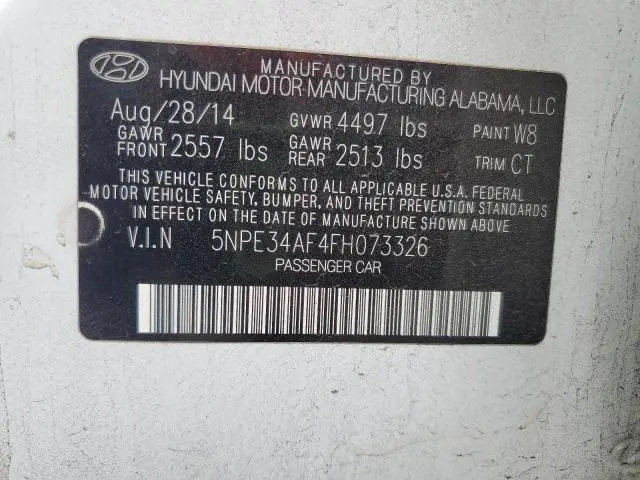 MANUFACTURED BY
HYUNDAI MOTOR MANUFACTURING ALABAMA, LLC
Aug/28/14 GVWR 4497 lbs PAINT W8
GAWR FRONT 2557 lbs GAWR REAR 2513 lbs TRIM CT
THIS VEHICLE CONFORMS TO ALL APPLICABLE U.S.A. FEDERAL
MOTOR VEHICLE SAFETY, BUMPER, AND THEFT PREVENTION STANDARDS
IN EFFECT ON THE DATE OF MANUFACTURE SHOWN ABOVE
V.I.N 5NPE34AF4FH073326
PASSENGER CAR